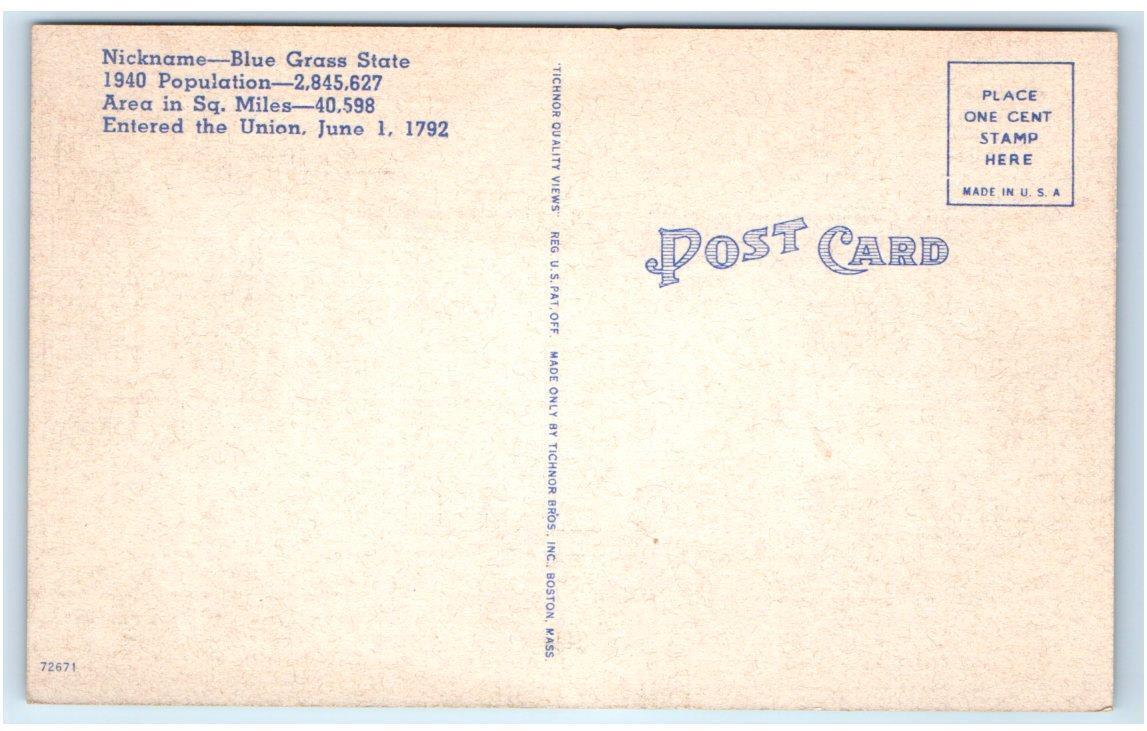 Nickname—Blue Grass State
1940 Population—2,845,627
Area in Sq. Miles—40,598
Entered the Union, June 1, 1792
"TICHNOR QUALITY VIEWS" REG. U.S. PAT. OFF. MADE ONLY BY TICHNOR BROS., INC., BOSTON, MASS.
PLACE
ONE CENT
STAMP
HERE
MADE IN U. S. A
POST CARD
72671